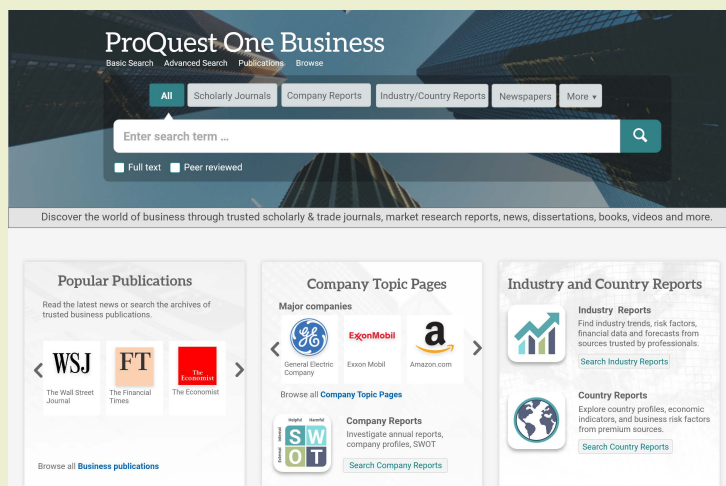 ProQuest One Business
Basic Search Advanced Search Publications Browse
All Scholarly Journals Company Reports Industry/Country Reports Newspapers More
Enter search term ...
Full text Peer reviewed
Discover the world of business through trusted scholarly & trade journals, market research reports, news, dissertations, books, videos and more.
Popular Publications
Read the latest news or search the archives of
trusted business publications.
WSJ
The Wall Street
Journal
FT
The Financial
Times
The
Economist
The Economist
Browse all Business publications
Company Topic Pages
Major companies
GE
General Electric
Company
ExxonMobil
Exxon Mobil
a
Amazon.com
Browse all Company Topic Pages
Helpful Harmful
Internal
External
S W
O T
Company Reports
Investigate annual reports,
company profiles, SWOT
Search Company Reports
Industry and Country Reports
Industry Reports
Find industry trends, risk factors,
financial data and forecasts from
sources trusted by professionals.
Search Industry Reports
Country Reports
Explore country profiles, economic
indicators, and business risk factors
from premium sources.
Search Country Reports